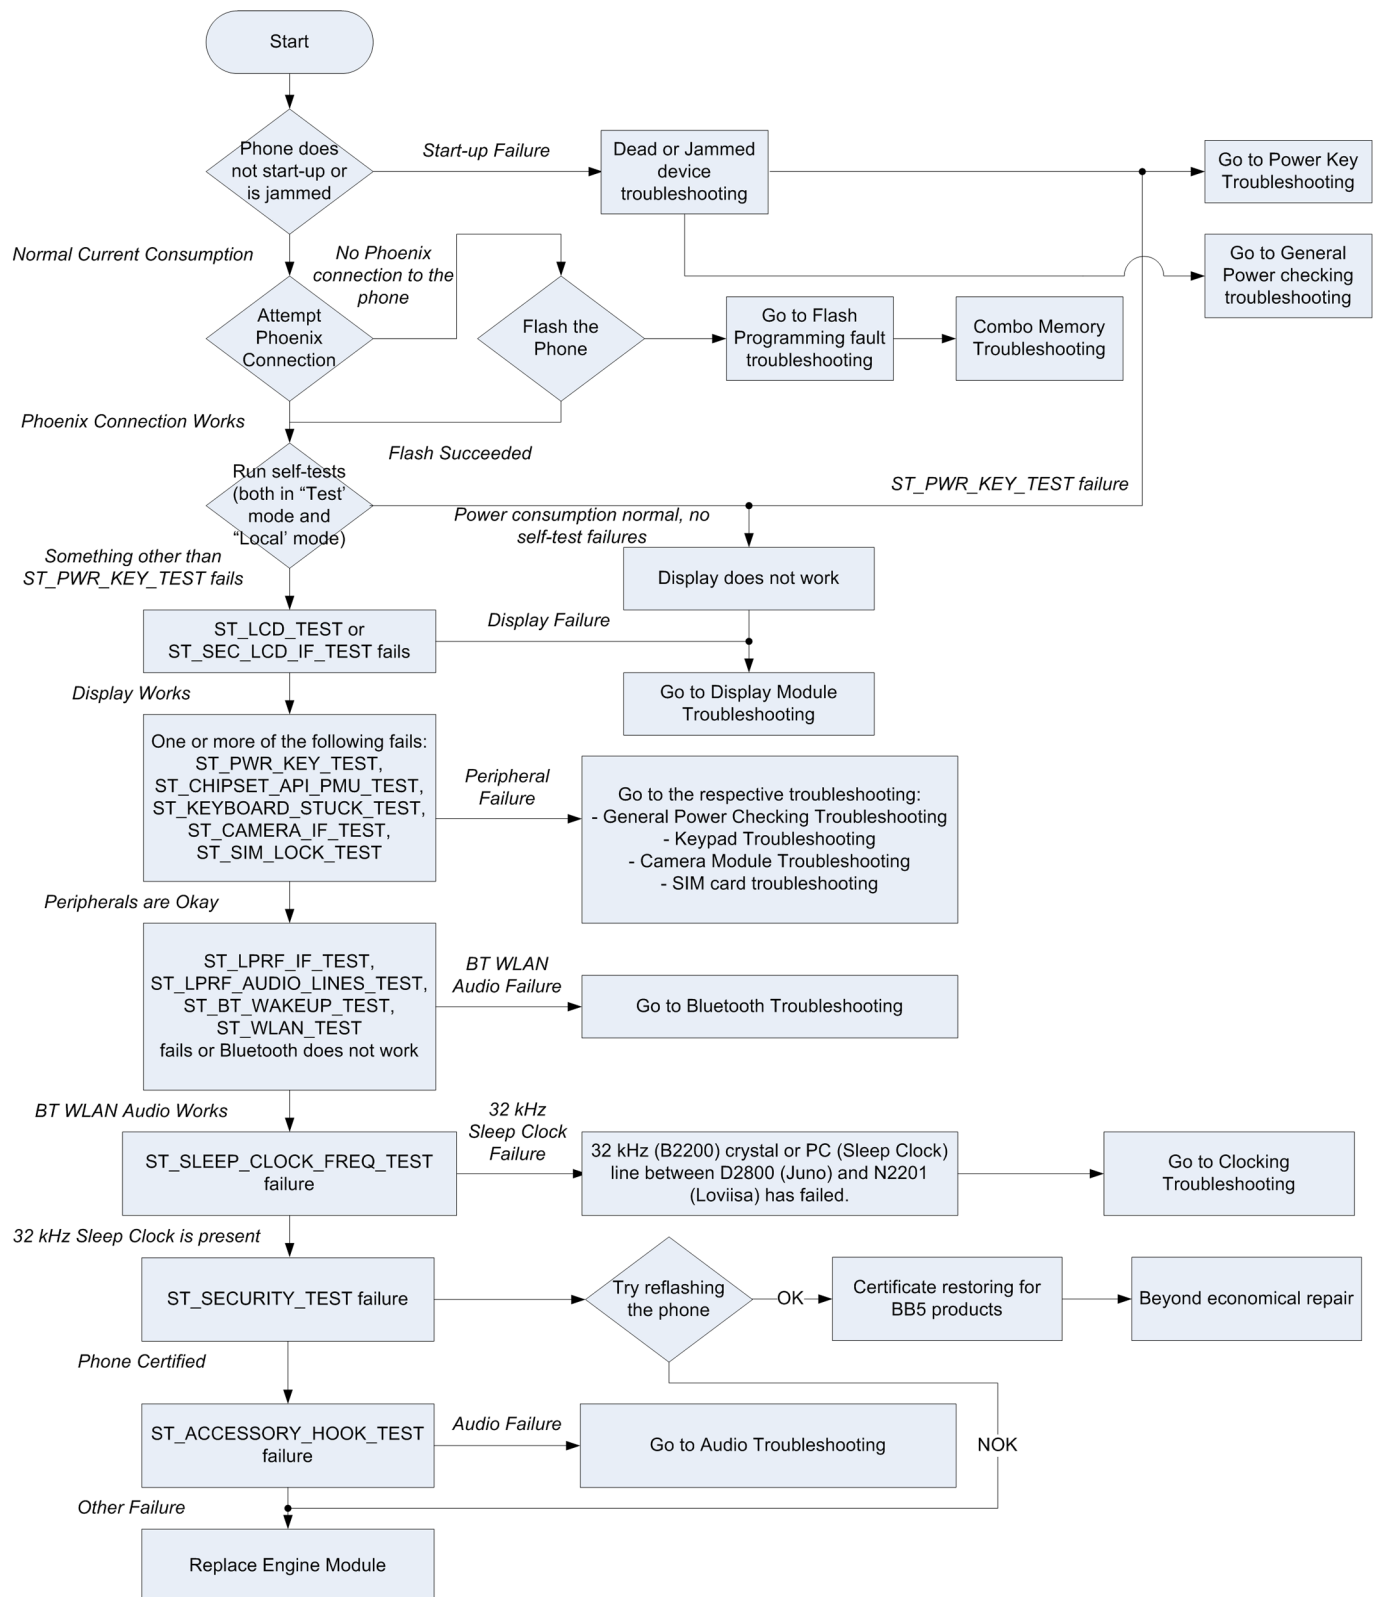 Start
Phone does
not start-up or
is jammed
Start-up Failure
Dead or Jammed
device
troubleshooting
Go to Power Key
Troubleshooting
Normal Current Consumption
No Phoenix
connection to the
phone
Go to General
Power checking
troubleshooting
Attempt
Phoenix
Connection
Flash the
Phone
Go to Flash
Programming fault
troubleshooting
Combo Memory
Troubleshooting
Phoenix Connection Works
Flash Succeeded
Run self-tests
(both in “Test’
mode and
“Local’ mode)
ST_PWR_KEY_TEST failure
Power consumption normal, no
self-test failures
Something other than
ST_PWR_KEY_TEST fails
Display does not work
ST_LCD_TEST or
ST_SEC_LCD_IF_TEST fails
Display Failure
Display Works
Go to Display Module
Troubleshooting
One or more of the following fails:
ST_PWR_KEY_TEST,
ST_CHIPSET_API_PMU_TEST,
ST_KEYBOARD_STUCK_TEST,
ST_CAMERA_IF_TEST,
ST_SIM_LOCK_TEST
Peripheral
Failure
Go to the respective troubleshooting:
- General Power Checking Troubleshooting
- Keypad Troubleshooting
- Camera Module Troubleshooting
- SIM card troubleshooting
Peripherals are Okay
ST_LPRF_IF_TEST,
ST_LPRF_AUDIO_LINES_TEST,
ST_BT_WAKEUP_TEST,
ST_WLAN_TEST
fails or Bluetooth does not work
BT WLAN
Audio Failure
Go to Bluetooth Troubleshooting
BT WLAN Audio Works
ST_SLEEP_CLOCK_FREQ_TEST
failure
32 kHz
Sleep Clock
Failure
32 kHz (B2200) crystal or PC (Sleep Clock)
line between D2800 (Juno) and N2201
(Loviisa) has failed.
Go to Clocking
Troubleshooting
32 kHz Sleep Clock is present
ST_SECURITY_TEST failure
Try reflashing
the phone
OK
Certificate restoring for
BB5 products
Beyond economical repair
Phone Certified
ST_ACCESSORY_HOOK_TEST
failure
Audio Failure
Go to Audio Troubleshooting
NOK
Other Failure
Replace Engine Module